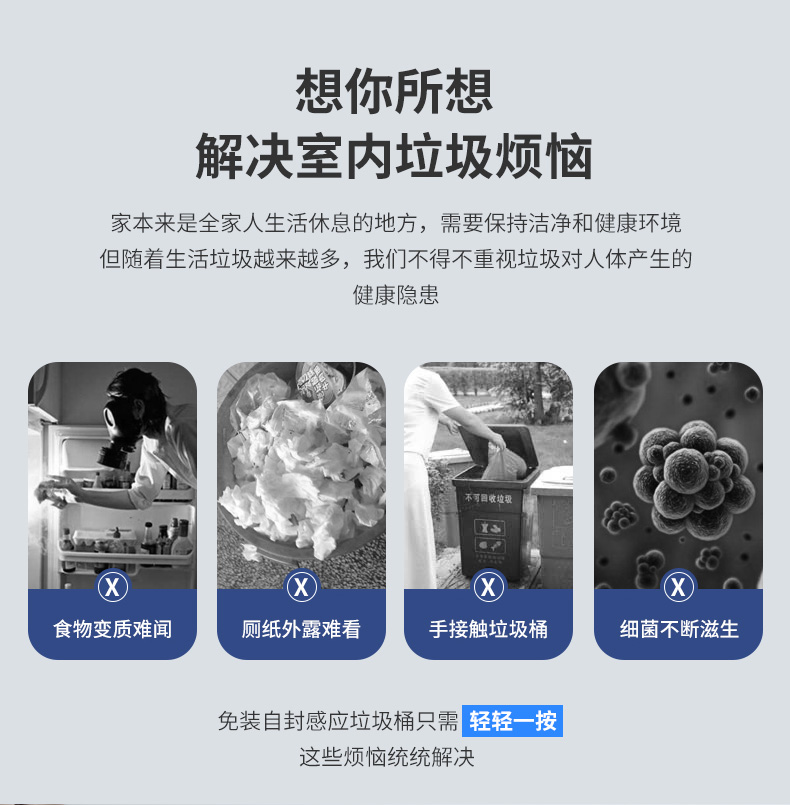 想你所想
解决室内垃圾烦恼
家本来是全家人生活休息的地方，需要保持洁净和健康环境
但随着生活垃圾越来越多，我们不得不重视垃圾对人体产生的
健康隐患
不可回收垃圾
X
X
X
X
食物变质难闻
厕纸外露难看
手接触垃圾桶
细菌不断滋生
免装自封感应垃圾桶只需 轻轻一按
这些烦恼统统解决